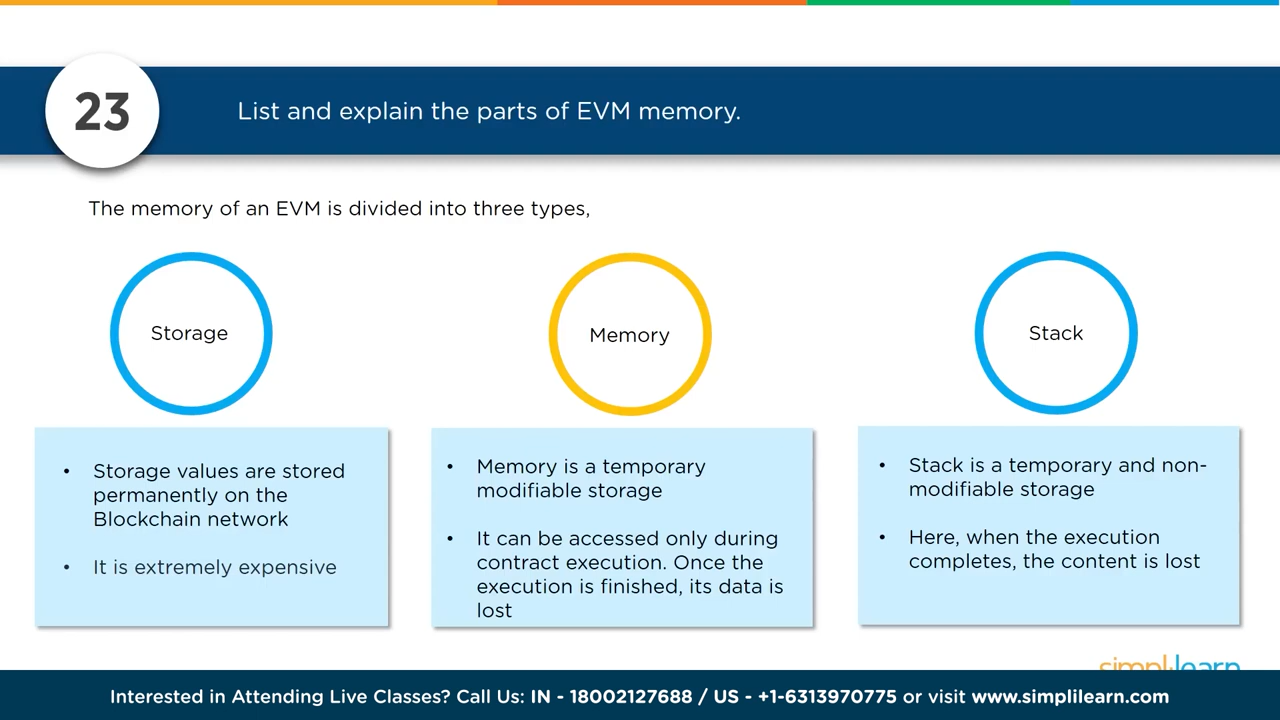 23
List and explain the parts of EVM memory.
The memory of an EVM is divided into three types,
Storage
Memory
Stack
• Storage values are stored
permanently on the
Blockchain network
• It is extremely expensive
• Memory is a temporary
modifiable storage
• It can be accessed only during
contract execution. Once the
execution is finished, its data is
lost
• Stack is a temporary and non-
modifiable storage
• Here, when the execution
completes, the content is lost
simplilearn
Interested in Attending Live Classes? Call Us: IN - 18002127688 / US - +1-6313970775 or visit www.simplilearn.com